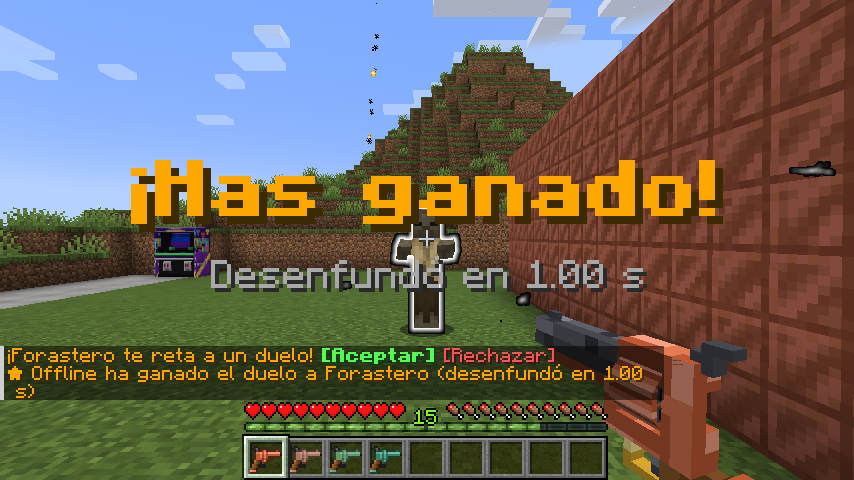 ¡Has ganado!
Desenfundó en 1.00 s
¡Forastero te reta a un duelo! [Aceptar] [Rechazar]
★ Offline ha ganado el duelo a Forastero (desenfundó en 1.00
s)
15